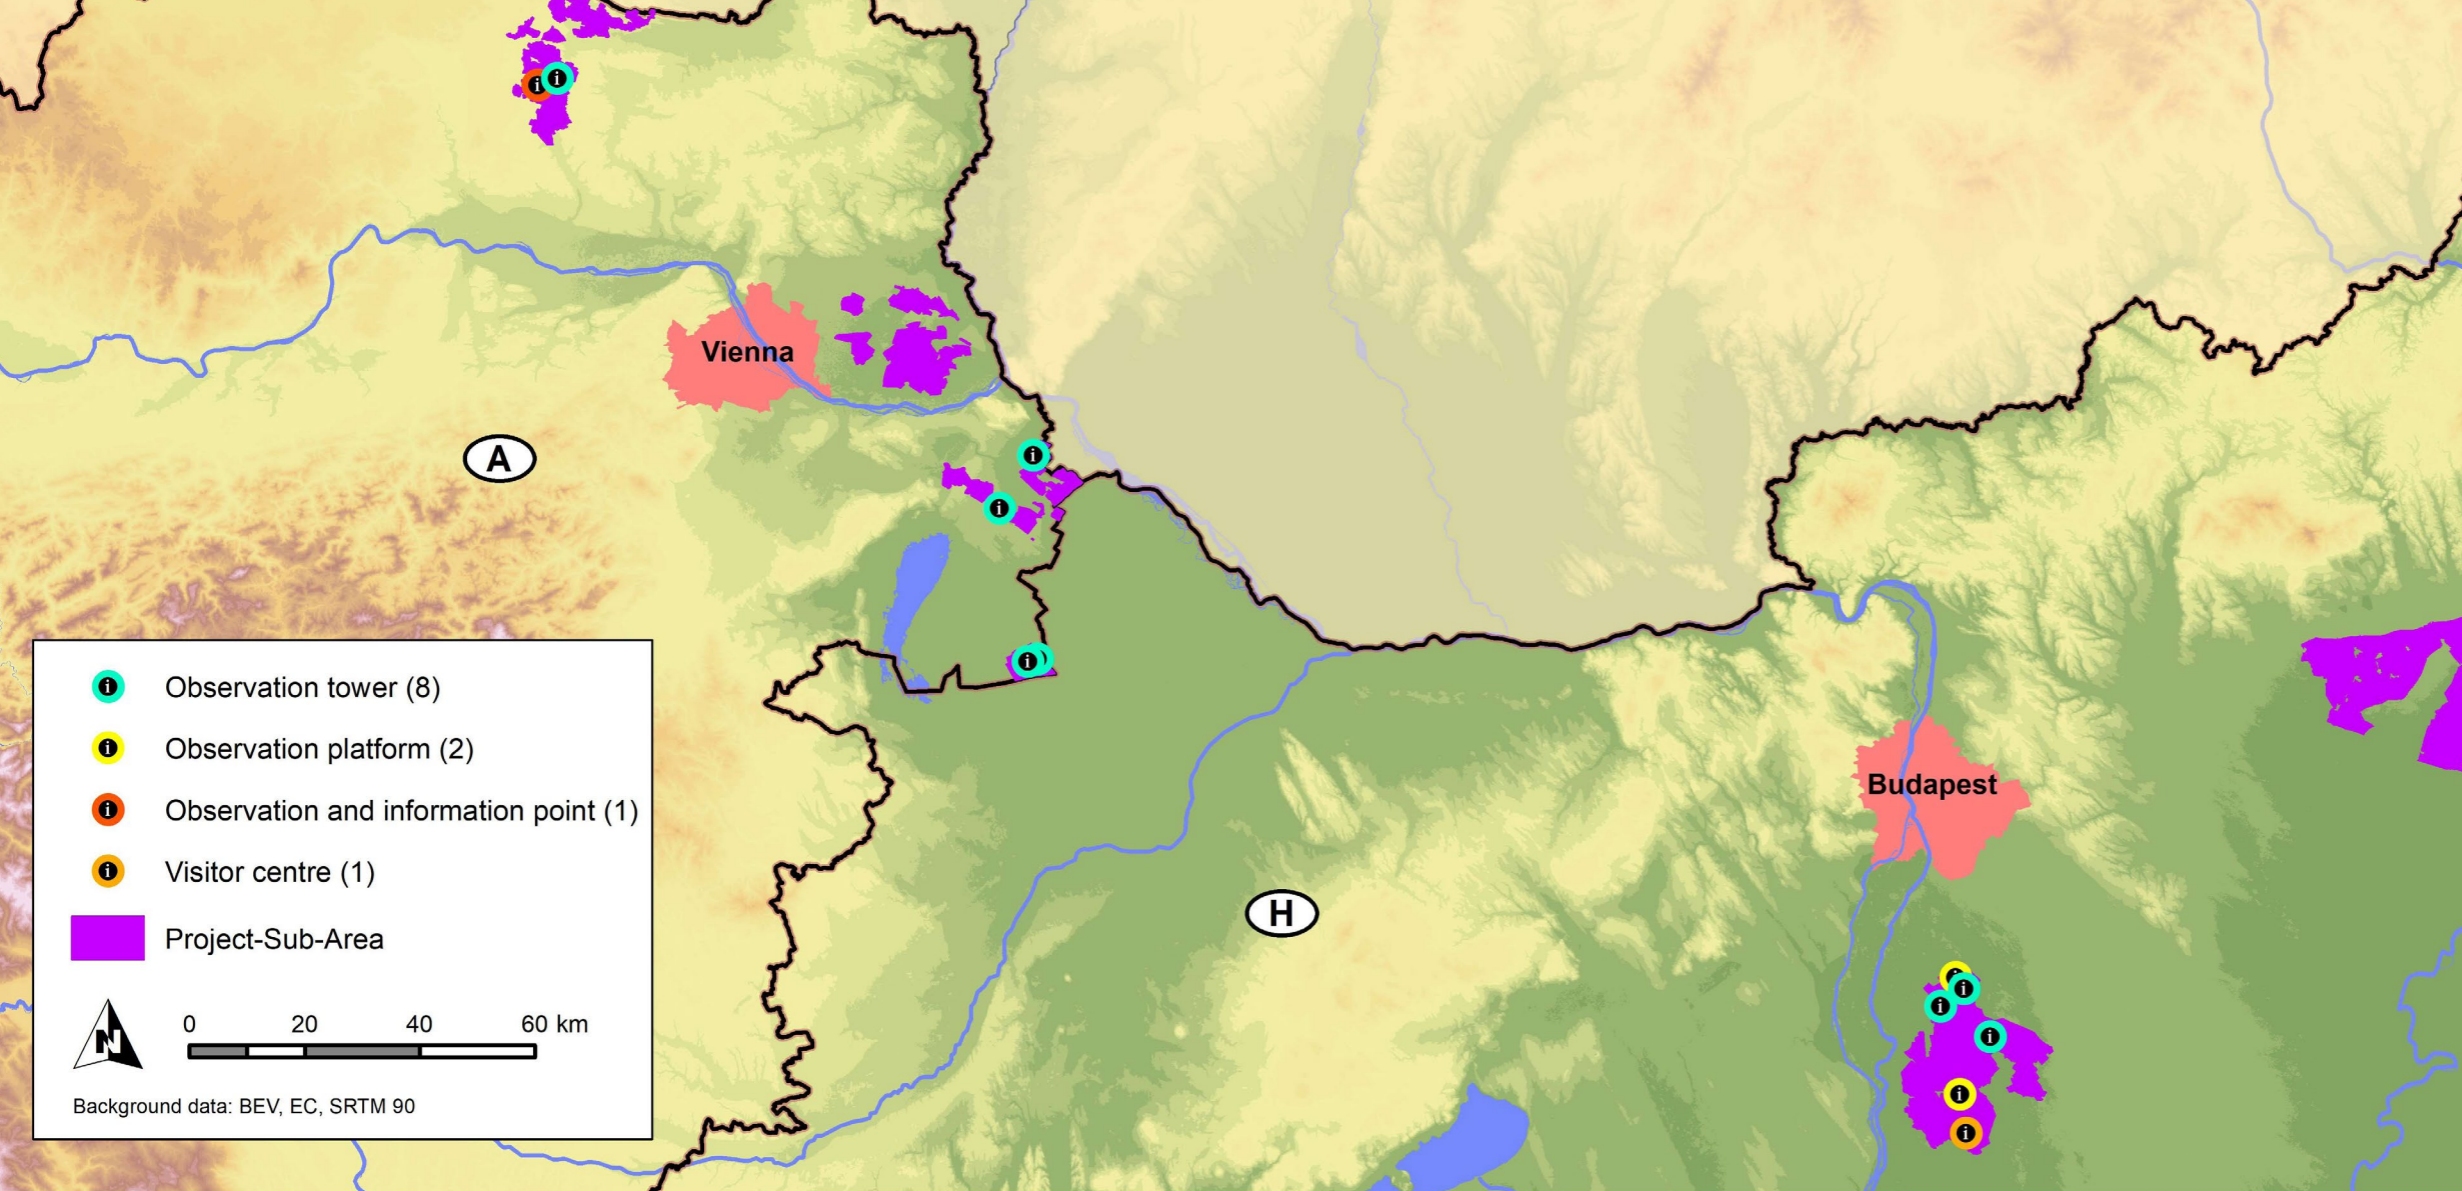 Vienna
A
Budapest
H
Observation tower (8)
Observation platform (2)
Observation and information point (1)
Visitor centre (1)
Project-Sub-Area
N
0 20 40 60 km
Background data: BEV, EC, SRTM 90
i
i
i
i
i
i
i
i
i
i
i
i
i
i